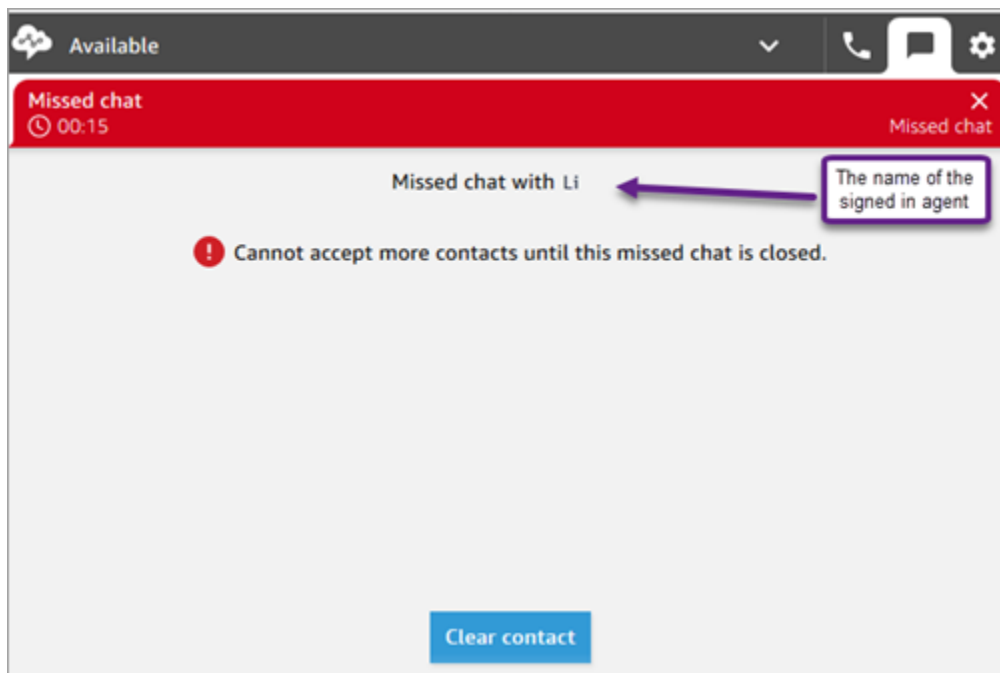 Available
Missed chat
00:15
Missed chat
Missed chat with Li
The name of the
signed in agent
! Cannot accept more contacts until this missed chat is closed.
Clear contact